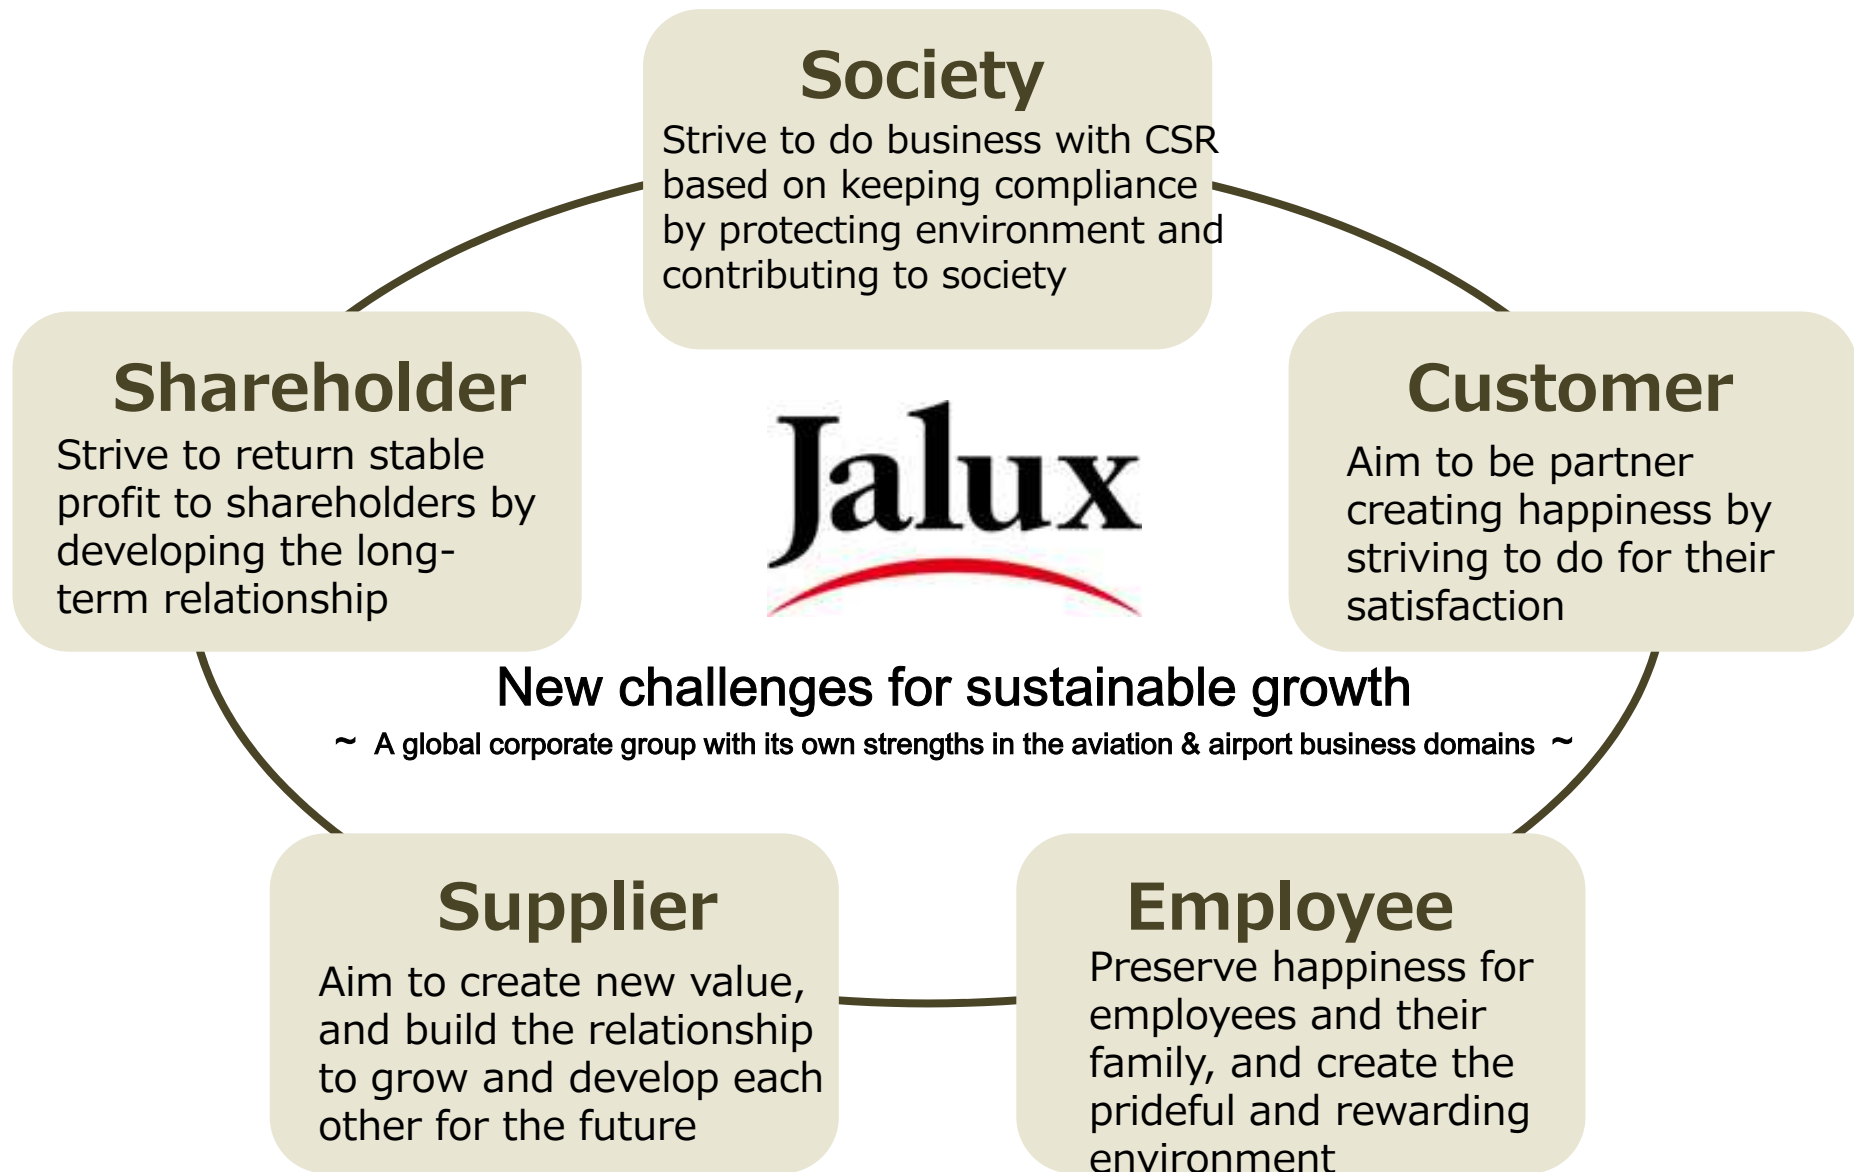 Society
Strive to do business with CSR
based on keeping compliance
by protecting environment and
contributing to society
Shareholder
Strive to return stable
profit to shareholders by
developing the long-
term relationship
Jalux
Customer
Aim to be partner
creating happiness by
striving to do for their
satisfaction
New challenges for sustainable growth
~ A global corporate group with its own strengths in the aviation & airport business domains ~
Supplier
Aim to create new value,
and build the relationship
to grow and develop each
other for the future
Employee
Preserve happiness for
employees and their
family, and create the
prideful and rewarding
environment